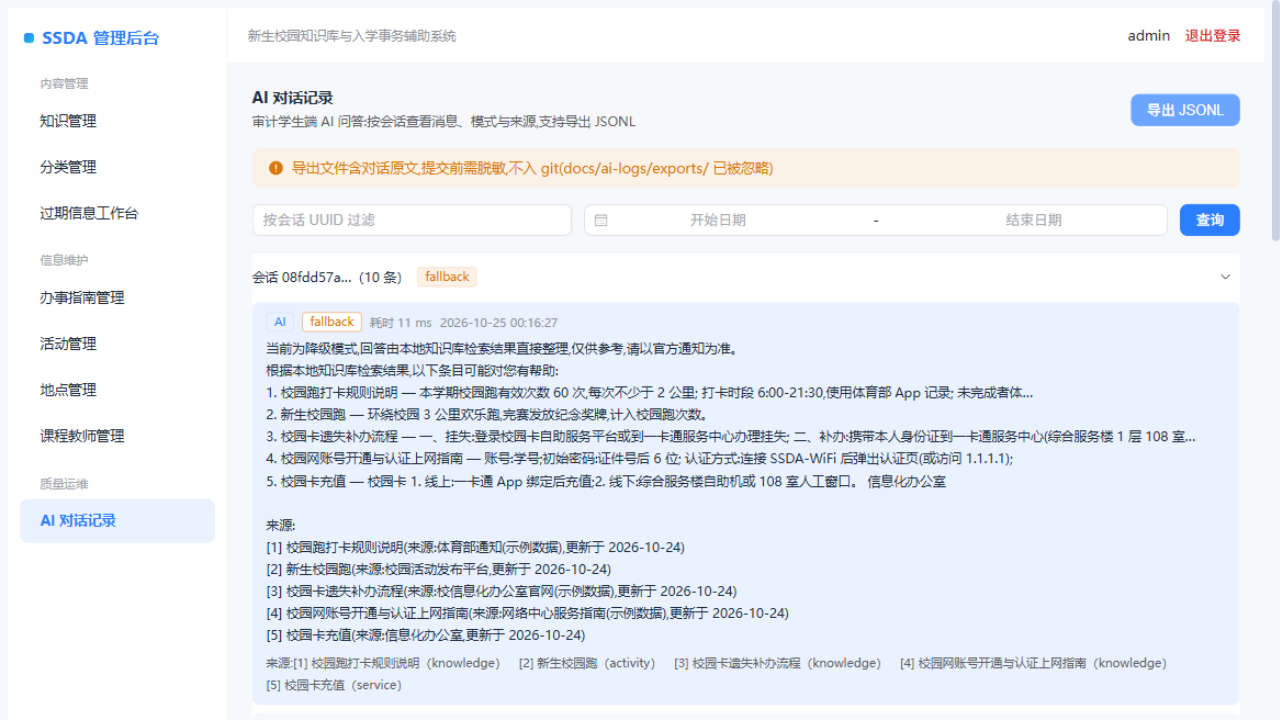 SSDA 管理后台
新生校园知识库与入学事务辅助系统
admin 退出登录
内容管理
知识管理
分类管理
过期信息工作台
信息维护
办事指南管理
活动管理
地点管理
课程教师管理
质量运维
AI 对话记录
AI 对话记录
审计学生端 AI 问答:按会话查看消息、模式与来源,支持导出 JSONL
导出 JSONL
导出文件含对话原文,提交前需脱敏,不入 git(docs/ai-logs/exports/ 已被忽略)
按会话 UUID 过滤 开始日期 - 结束日期 查询
会话 08fdd57a...（10 条） fallback
AI fallback 耗时 11 ms 2026-10-25 00:16:27
当前为降级模式,回答由本地知识库检索结果直接整理,仅供参考,请以官方通知为准。
根据本地知识库检索结果,以下条目可能对您有帮助:
1. 校园跑打卡规则说明 — 本学期校园跑有效次数 60 次,每次不少于 2 公里; 打卡时段 6:00-21:30,使用体育部 App 记录; 未完成者体...
2. 新生校园跑 — 环绕校园 3 公里欢乐跑,完赛发放纪念奖牌,计入校园跑次数。
3. 校园卡遗失补办流程 — 一、挂失:登录校园卡自助服务平台或到一卡通服务中心办理挂失; 二、补办:携带本人身份证到一卡通服务中心(综合服务楼 1 层 108 室...
4. 校园网账号开通与认证上网指南 — 账号:学号;初始密码:证件号后 6 位; 认证方式:连接 SSDA-WiFi 后弹出认证页(或访问 1.1.1.1);
5. 校园卡充值 — 校园卡 1. 线上:一卡通 App 绑定后充值;2. 线下:综合服务楼自助机或 108 室人工窗口。 信息化办公室
来源:
[1] 校园跑打卡规则说明(来源:体育部通知(示例数据),更新于 2026-10-24)
[2] 新生校园跑(来源:校园活动发布平台,更新于 2026-10-24)
[3] 校园卡遗失补办流程(来源:校信息化办公室官网(示例数据),更新于 2026-10-24)
[4] 校园网账号开通与认证上网指南(来源:网络中心服务指南(示例数据),更新于 2026-10-24)
[5] 校园卡充值(来源:信息化办公室,更新于 2026-10-24)
来源:[1] 校园跑打卡规则说明（knowledge） [2] 新生校园跑（activity） [3] 校园卡遗失补办流程（knowledge） [4] 校园网账号开通与认证上网指南（knowledge）
[5] 校园卡充值（service）